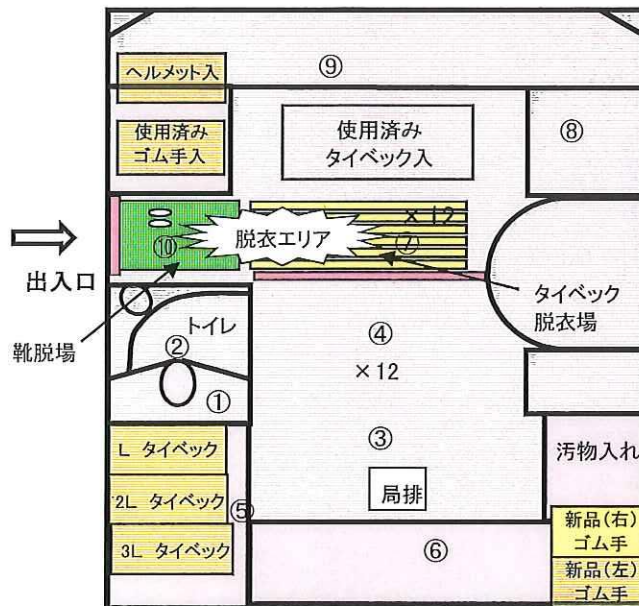 ⑨
ヘルメット入
使用済み
ゴム手入
使用済み
タイベック入
⑧
×12
脱衣エリア
⑩
⑦
出入口
靴脱場
タイベック
脱衣場
トイレ
②
①
④
×12
③
局排
L タイベック
2L タイベック
3L タイベック
⑤
⑥
汚物入れ
新品(右)
ゴム手
新品(左)
ゴム手